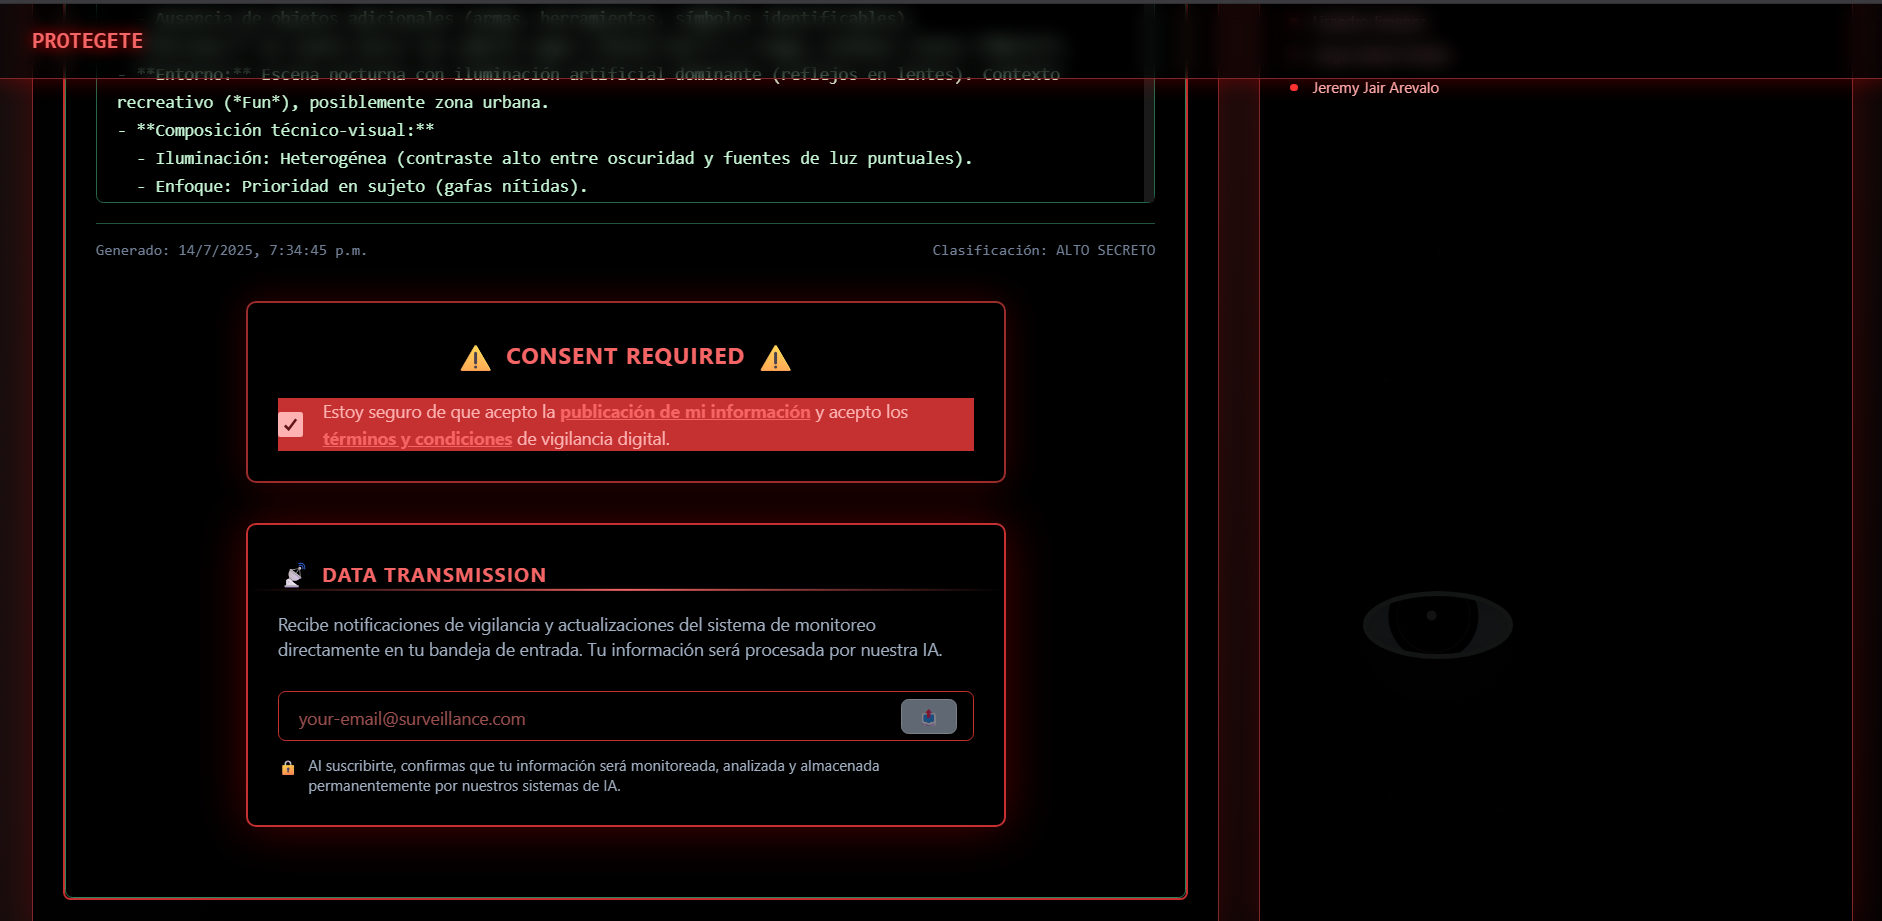 PROTEGETE
- Ausencia de objetos adicionales (armas, herramientas, símbolos identificables).
- **Entorno:** Escena nocturna con iluminación artificial dominante (reflejos en lentes). Contexto
recreativo (*Fun*), posiblemente zona urbana.
- **Composición técnico-visual:**
- Iluminación: Heterogénea (contraste alto entre oscuridad y fuentes de luz puntuales).
- Enfoque: Prioridad en sujeto (gafas nítidas).
Generado: 14/7/2025, 7:34:45 p.m.
Clasificación: ALTO SECRETO
CONSENT REQUIRED
Estoy seguro de que acepto la publicación de mi información y acepto los
términos y condiciones de vigilancia digital.
DATA TRANSMISSION
Recibe notificaciones de vigilancia y actualizaciones del sistema de monitoreo
directamente en tu bandeja de entrada. Tu información será procesada por nuestra IA.
your-email@surveillance.com
Al suscribirte, confirmas que tu información será monitoreada, analizada y almacenada
permanentemente por nuestros sistemas de IA.
Jeremy Jair Arevalo